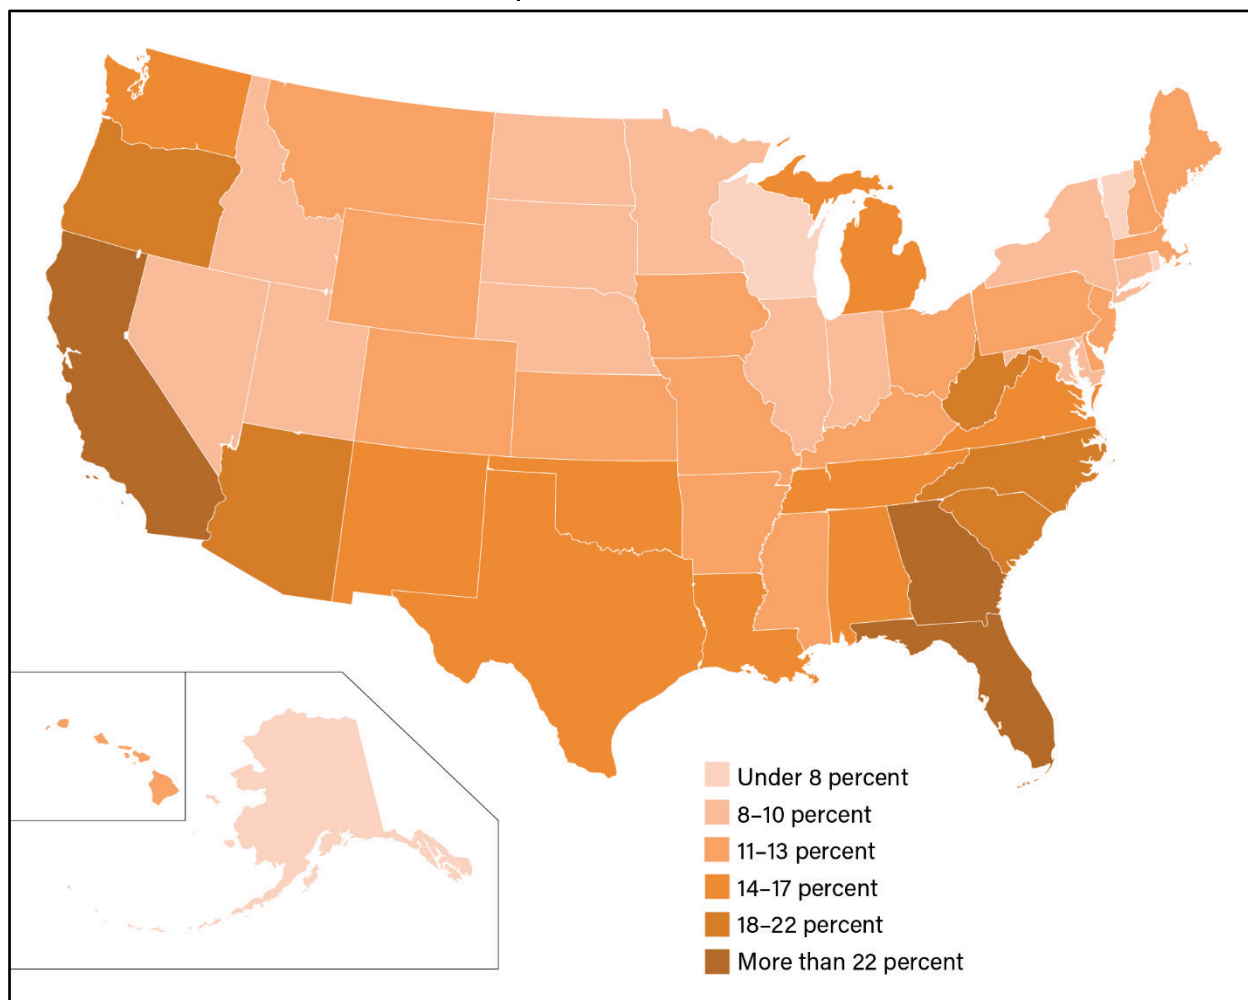 Under 8 percent
8–10 percent
11–13 percent
14–17 percent
18–22 percent
More than 22 percent